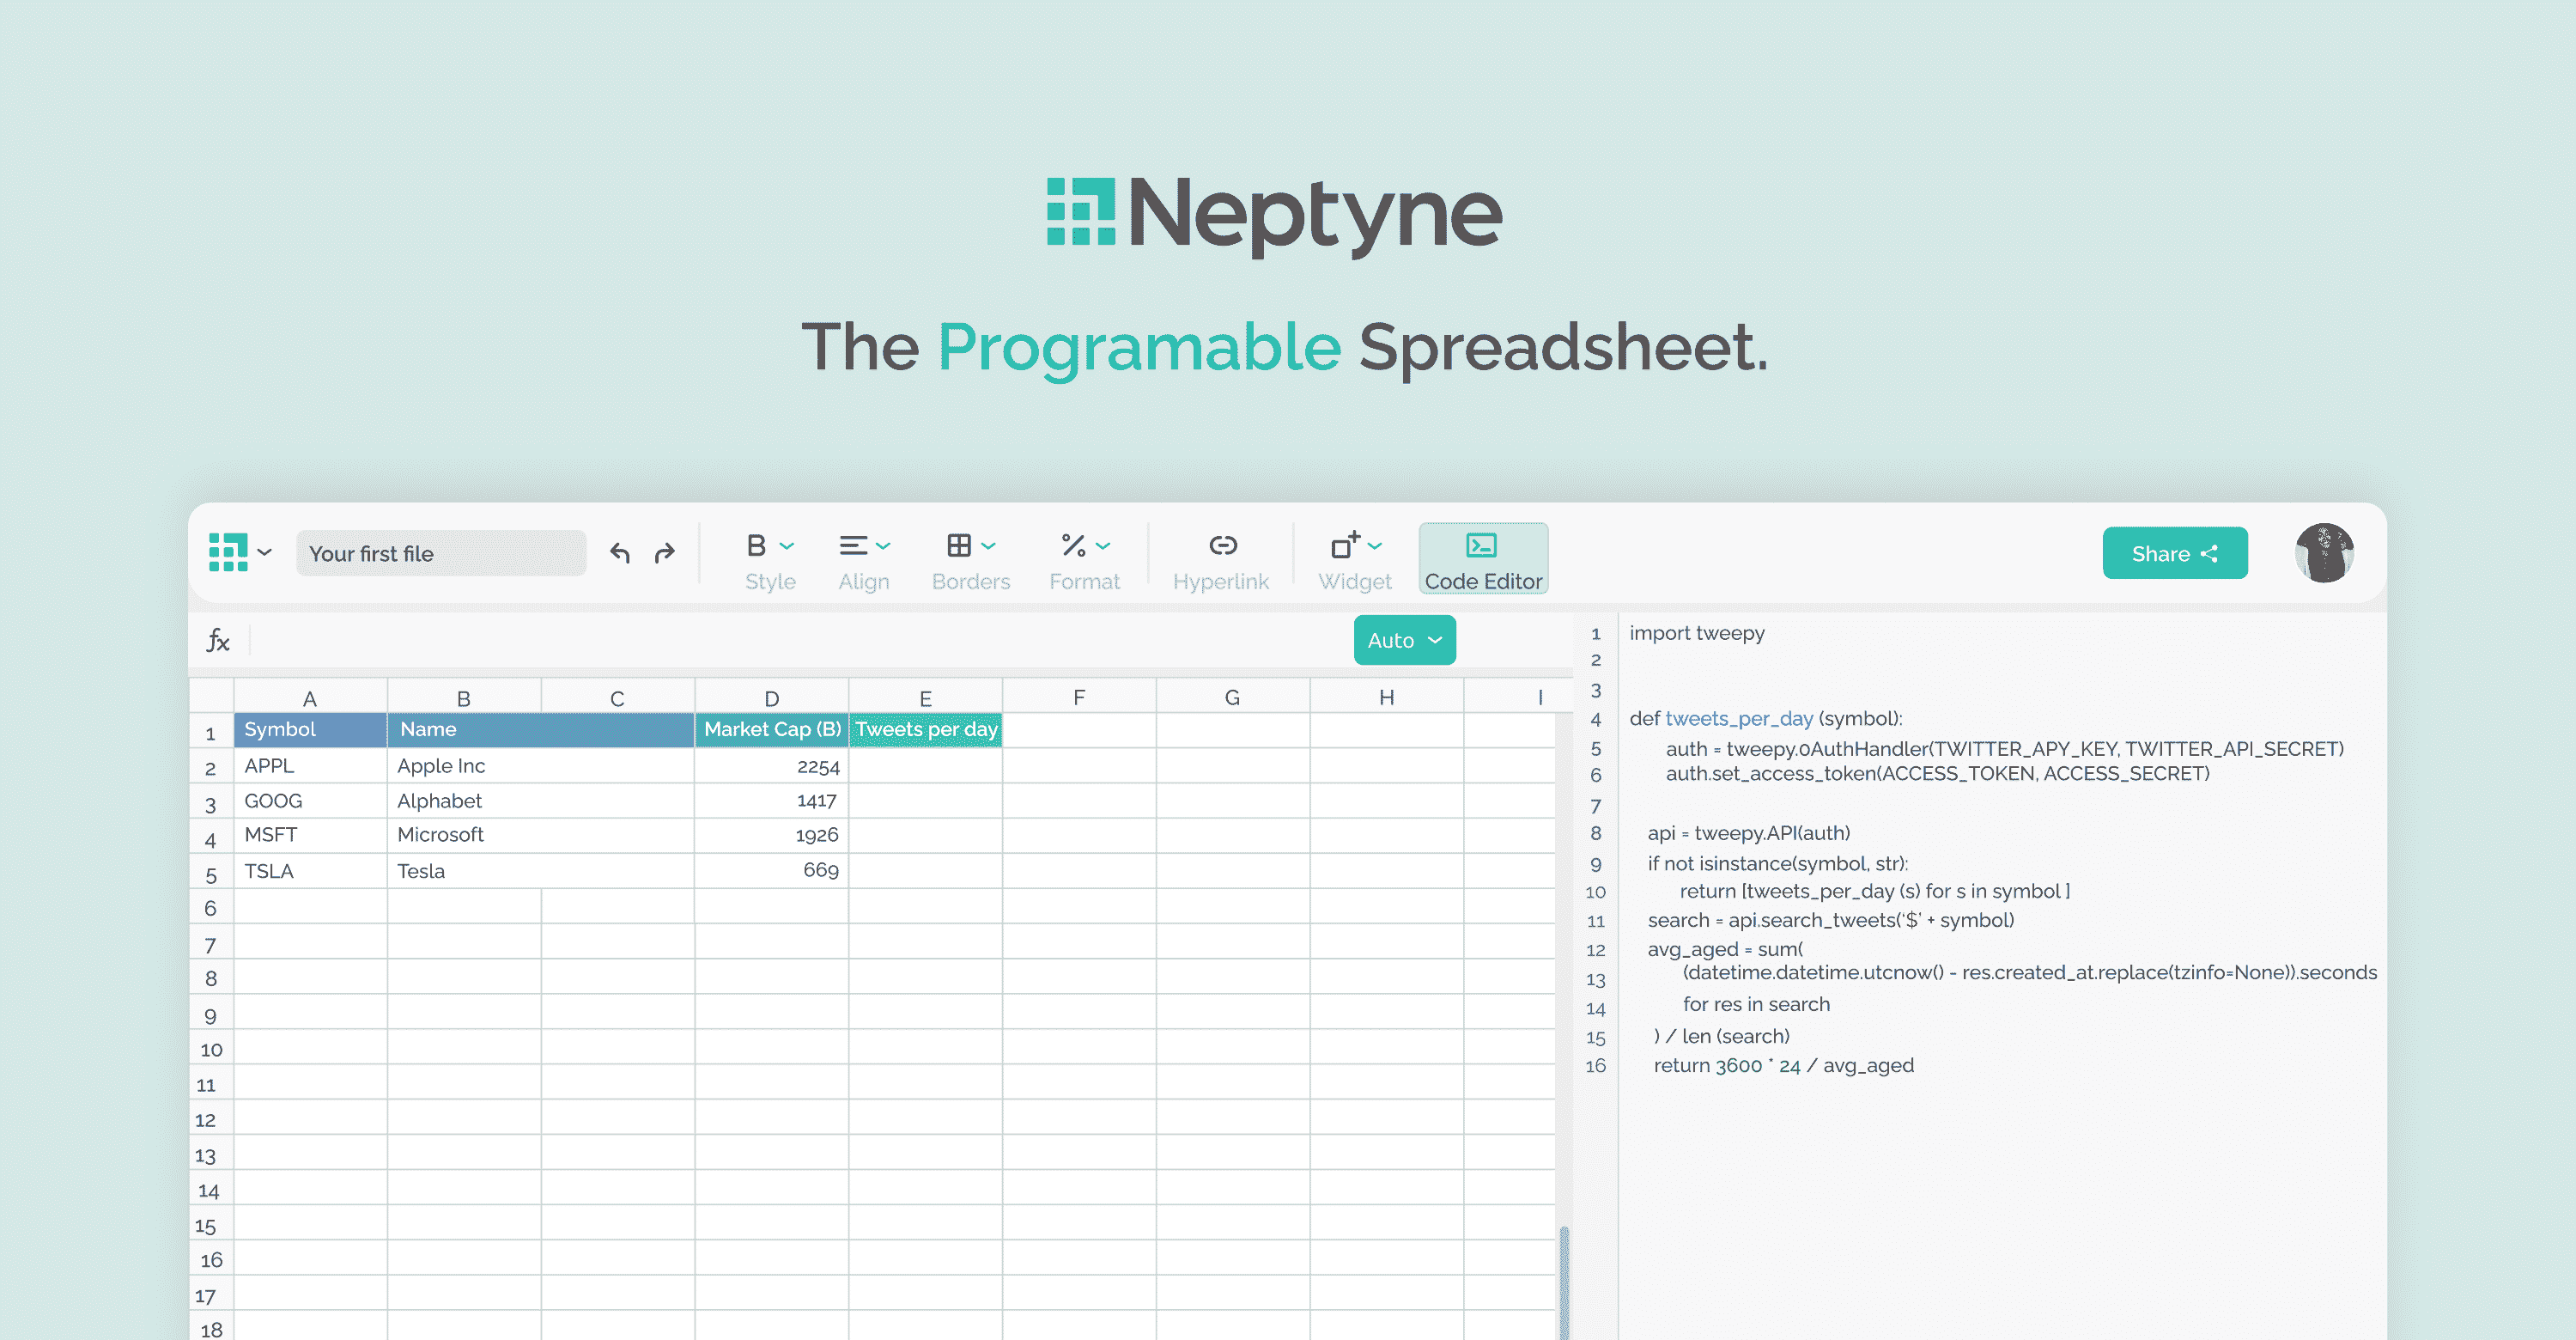 Neptyne
The Programable Spreadsheet.
Your first file
B
Style
Align
Borders
%
Format
Hyperlink
Widget
Code Editor
Share
fx
Auto
A B C D E F G H I
1 Symbol Name Market Cap (B) Tweets per day
2 APPL Apple Inc 2254
3 GOOG Alphabet 1417
4 MSFT Microsoft 1926
5 TSLA Tesla 669
6
7
8
9
10
11
12
13
14
15
16
17
18
1 import tweepy
2
3
4 def tweets_per_day (symbol):
5 auth = tweepy.0AuthHandler(TWITTER_APY_KEY, TWITTER_API_SECRET)
6 auth.set_access_token(ACCESS_TOKEN, ACCESS_SECRET)
7
8 api = tweepy.API(auth)
9 if not isinstance(symbol, str):
10 return [tweets_per_day (s) for s in symbol ]
11 search = api.search_tweets('$' + symbol)
12 avg_aged = sum(
13 (datetime.datetime.utcnow() - res.created_at.replace(tzinfo=None)).seconds
14 for res in search
15 ) / len (search)
16 return 3600 * 24 / avg_aged